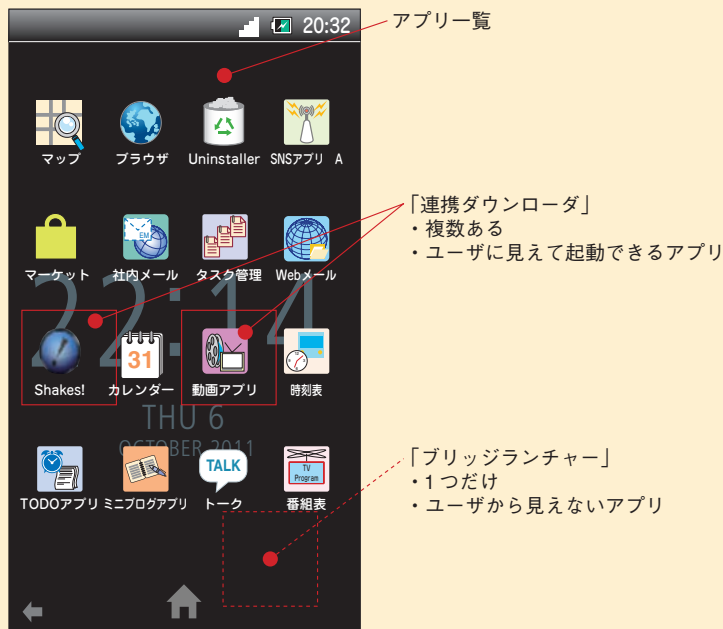 20:32
アプリ一覧
マップ
ブラウザ
Uninstaller
SNSアプリ A
「連携ダウンローダ」
・複数ある
・ユーザに見えて起動できるアプリ
EM
マーケット
社内メール
タスク管理
Webメール
22:14
31
Shakes!
カレンダー
動画アプリ
時刻表
THU 6
OCTOBER 2011
TALK
TV
Program
TODOアプリ
ミニブログアプリ
トーク
番組表
「ブリッジランチャー」
・1つだけ
・ユーザから見えないアプリ